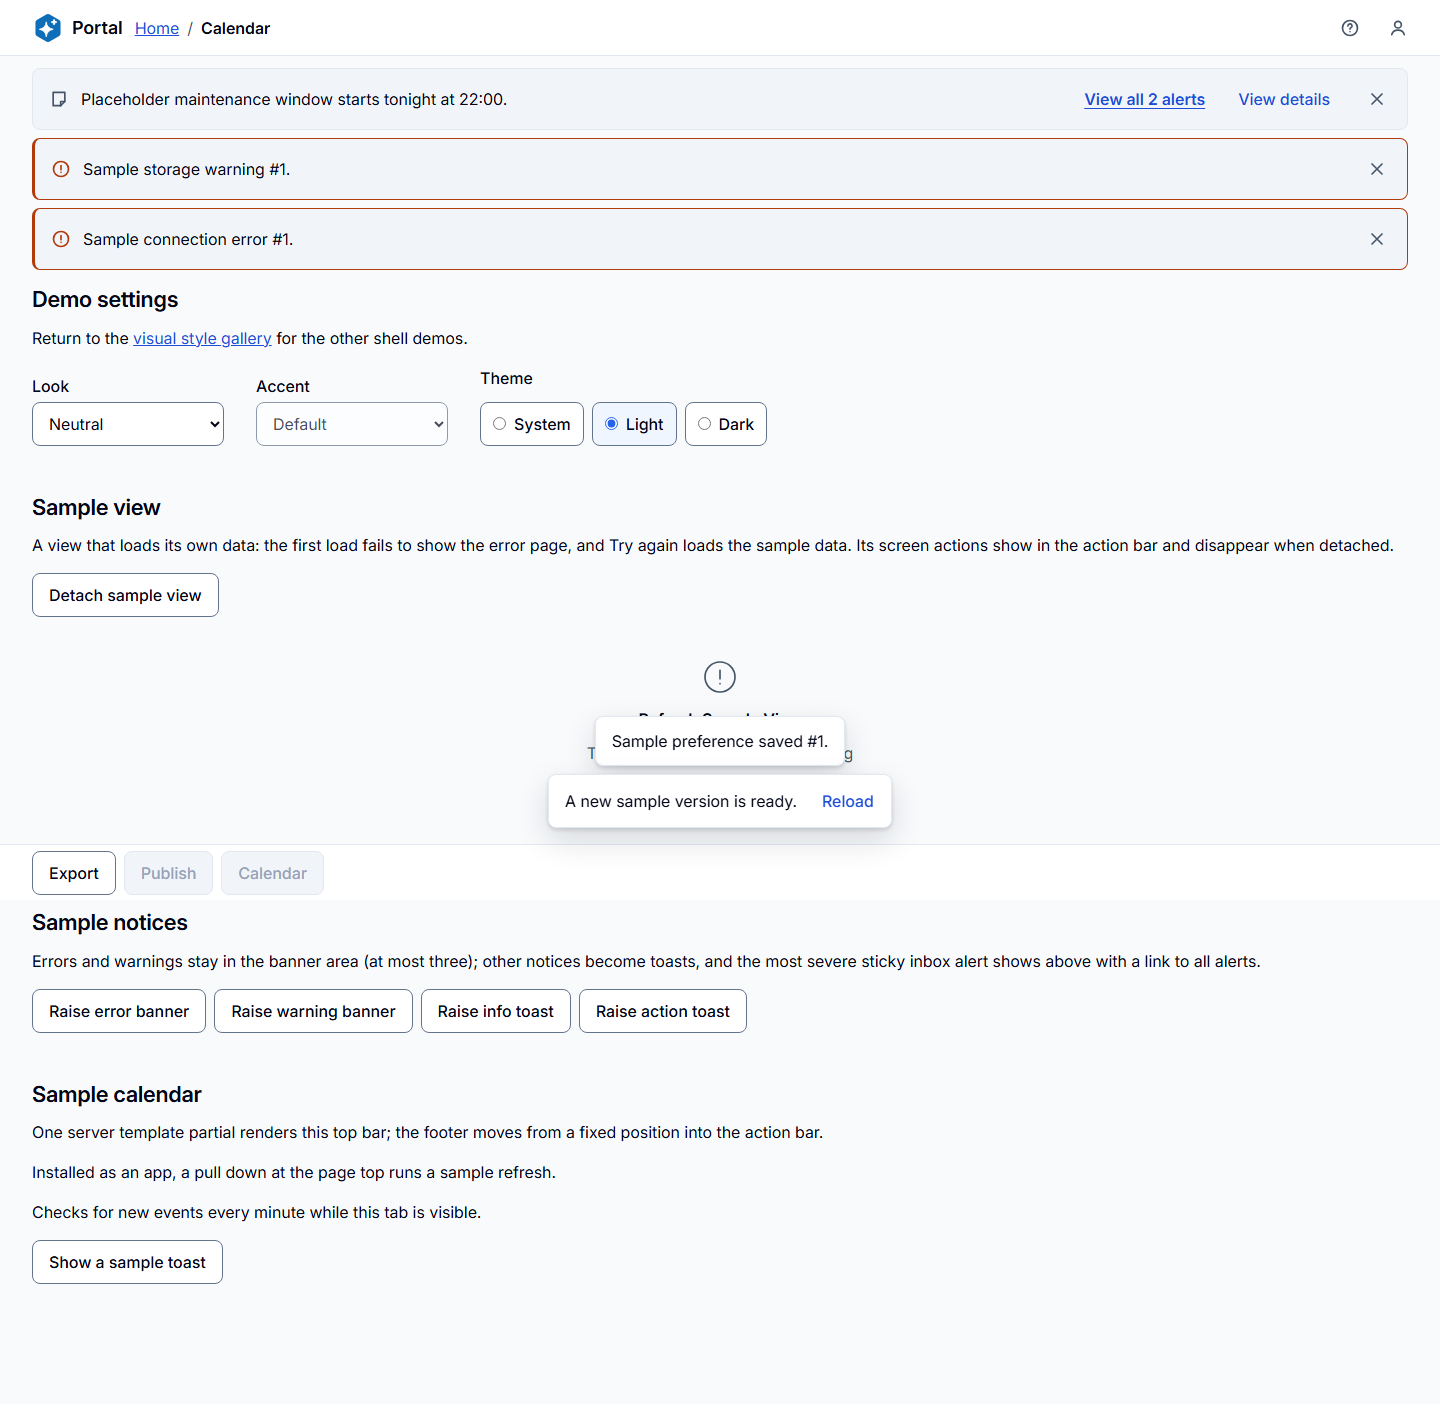 Portal Home / Calendar
Placeholder maintenance window starts tonight at 22:00. View all 2 alerts View details
Sample storage warning #1.
Sample connection error #1.
Demo settings
Return to the visual style gallery for the other shell demos.
Look Accent Theme
Neutral Default System Light Dark
Sample view
A view that loads its own data: the first load fails to show the error page, and Try again loads the sample data. Its screen actions show in the action bar and disappear when detached.
Detach sample view
Sample preference saved #1.
A new sample version is ready. Reload
Export Publish Calendar
Sample notices
Errors and warnings stay in the banner area (at most three); other notices become toasts, and the most severe sticky inbox alert shows above with a link to all alerts.
Raise error banner Raise warning banner Raise info toast Raise action toast
Sample calendar
One server template partial renders this top bar; the footer moves from a fixed position into the action bar.
Installed as an app, a pull down at the page top runs a sample refresh.
Checks for new events every minute while this tab is visible.
Show a sample toast